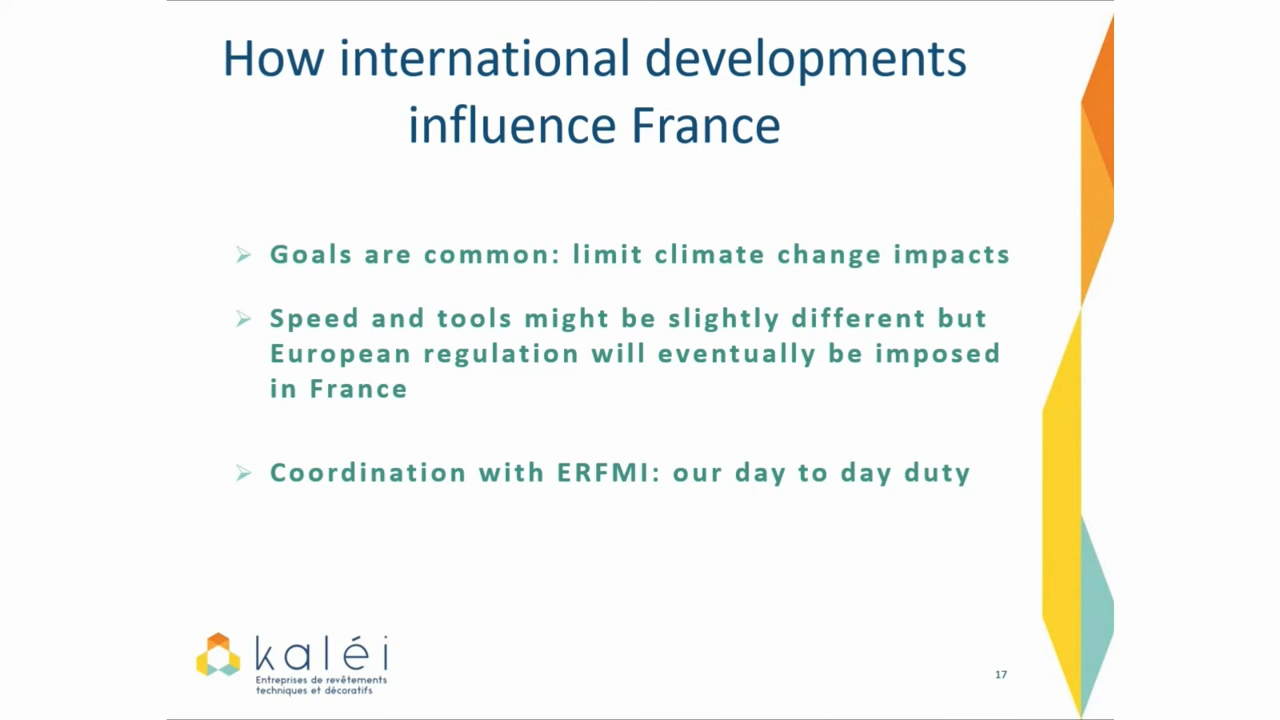 How international developments
influence France
Goals are common: limit climate change impacts
Speed and tools might be slightly different but
European regulation will eventually be imposed
in France
Coordination with ERFMI: our day to day duty
kaléi
Entreprises de revêtements
techniques et décoratifs
17